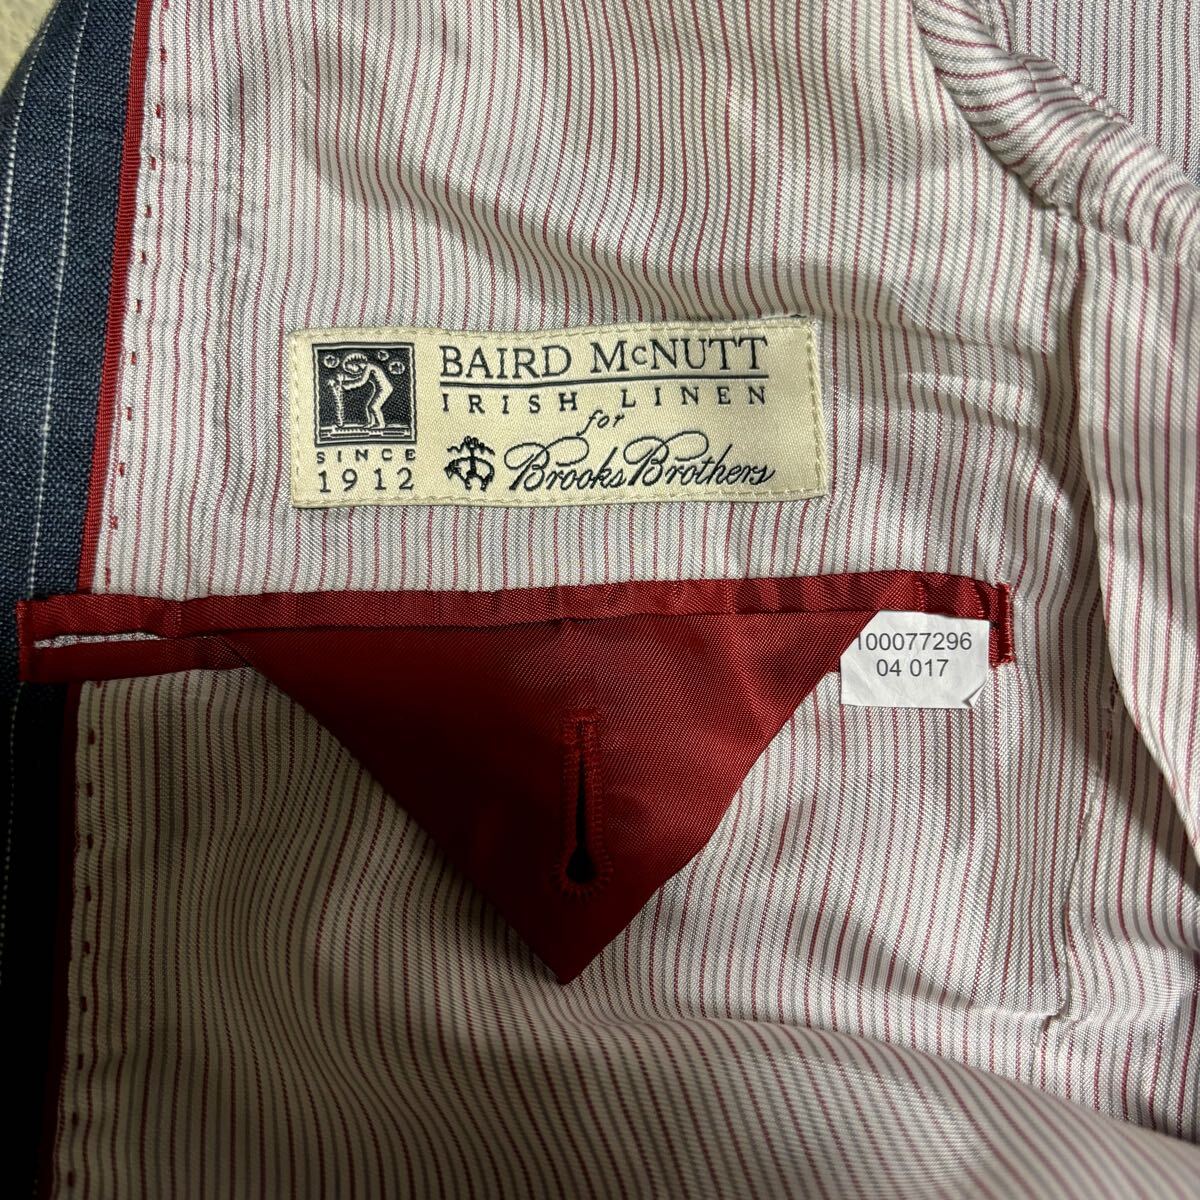 BAIRD McNUTT
IRISH LINEN
for
Brooks Brothers
SINCE
1912
100077296
04 017